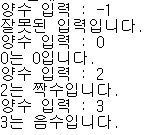 양수 입력 : -1
잘못된 입력입니다.
양수 입력 : 0
0는 0입니다.
양수 입력 : 2
2는 짝수입니다.
양수 입력 : 3
3는 음수입니다.